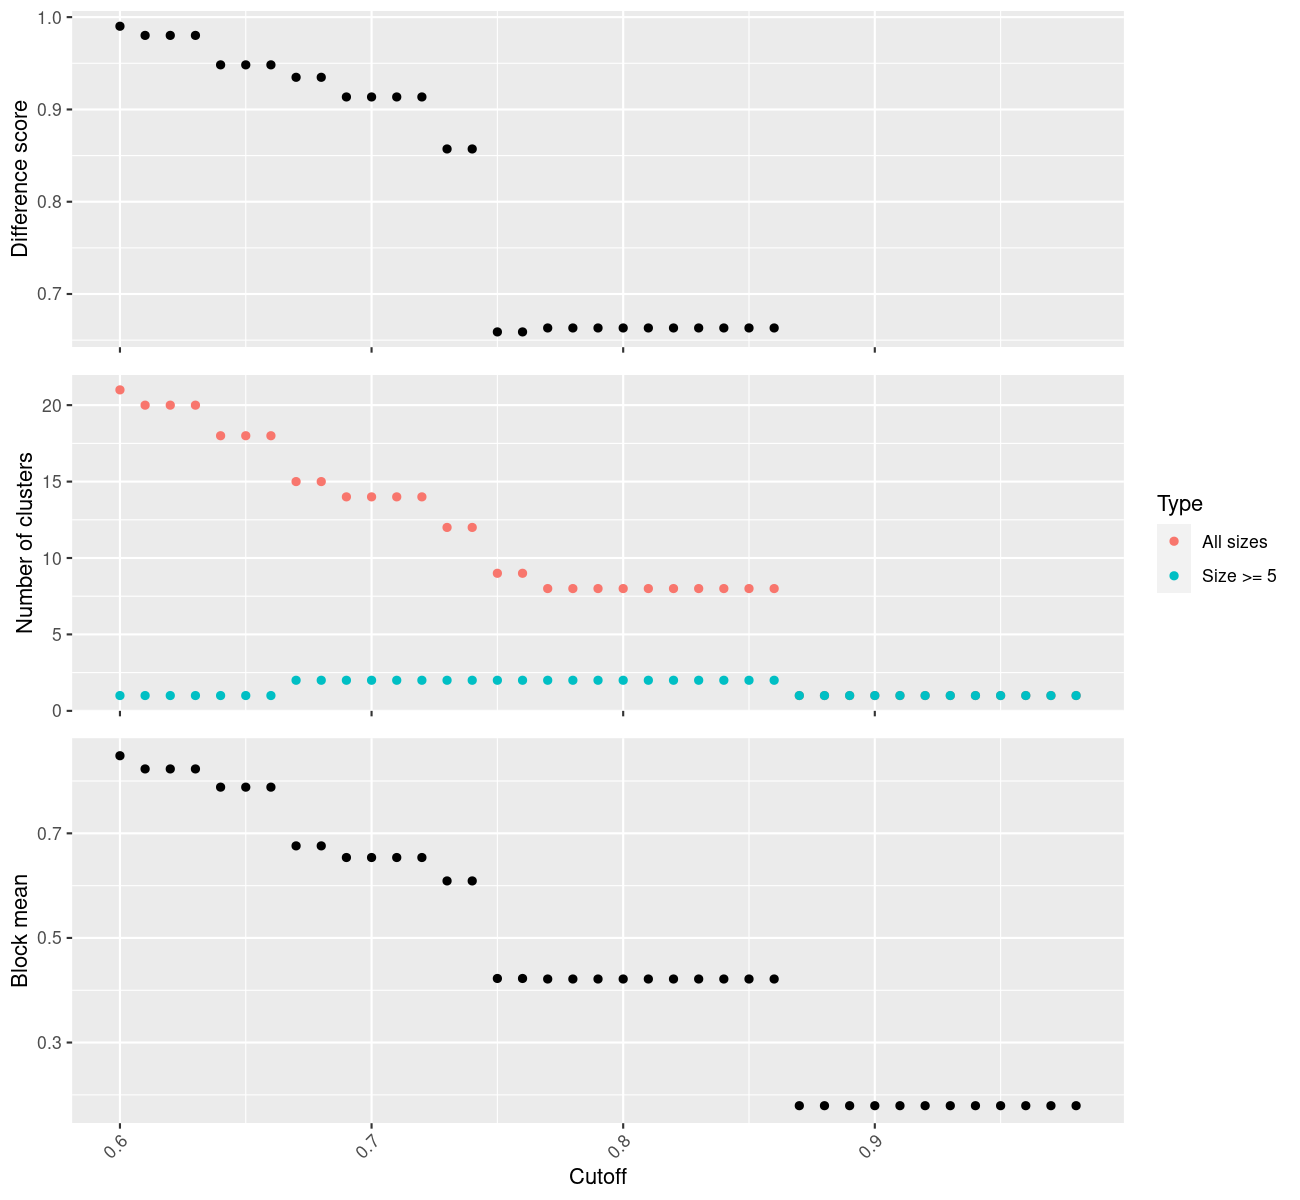 Difference score
1.0
0.9
0.8
0.7
Number of clusters
20
15
10
5
0
Type
All sizes
Size >= 5
Block mean
0.7
0.5
0.3
0.6
0.7
0.8
0.9
Cutoff